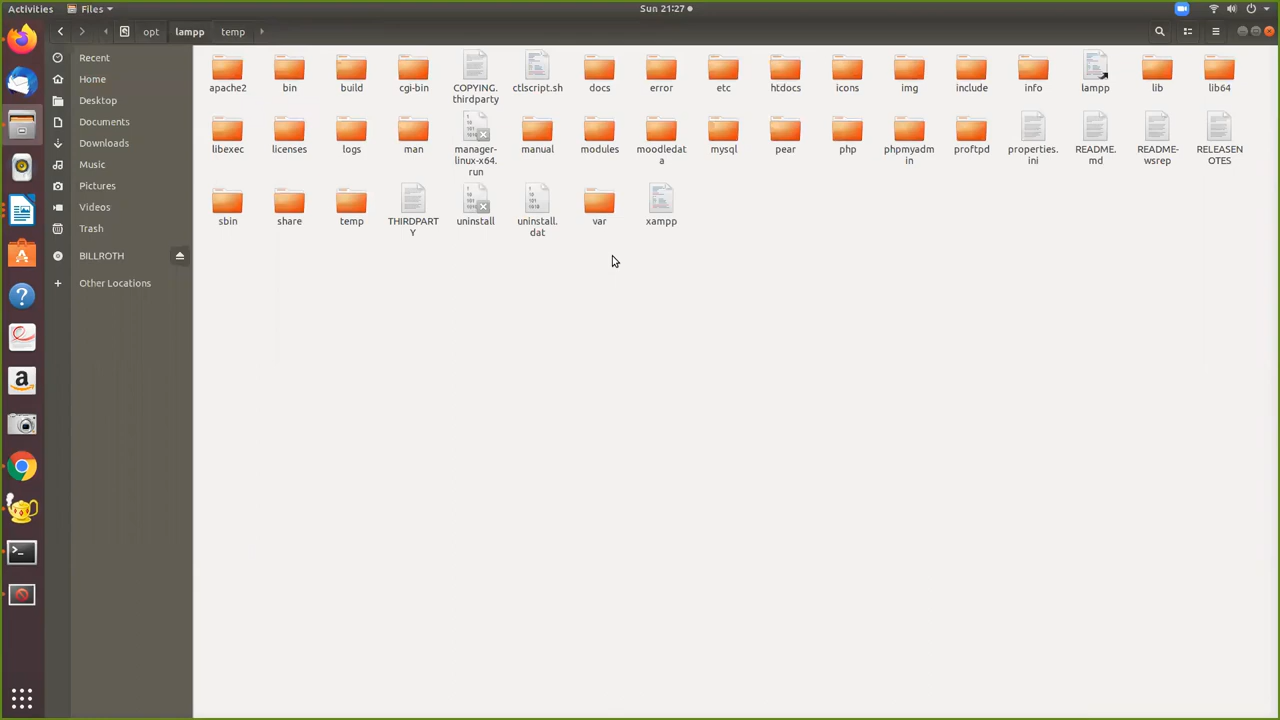 Activities Files Sun 21:27
opt lampp temp
Recent
Home
Desktop
Documents
Downloads
Music
Pictures
Videos
Trash
BILLROTH
Other Locations
apache2 bin build cgi-bin COPYING. ctlscript.sh docs error etc htdocs icons img include info lampp lib lib64
thirdparty
libexec licenses logs man manager- manual modules moodledat mysql pear php phpmyadm proftpd properties. README. README- RELEASEN
linux-x64. a in ini md wsrep OTES
run
sbin share temp THIRDPART uninstall uninstall. var xampp
Y dat